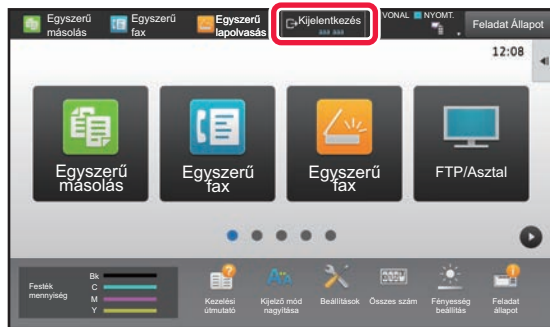 Egyszerű
másolás
Egyszerű
fax
Egyszerű
lapolvasás
Kijelentkezés
VONAL
NYOMT.
Feladat Állapot
12:08
Egyszerű
másolás
Egyszerű
fax
Egyszerű
fax
FTP/Asztal
Festék
mennyiség
Bk
C
M
Y
Kezelési
útmutató
Kijelző mód
nagyítása
Beállítások
Összes szám
Fényesség
beállítás
Feladat
állapot